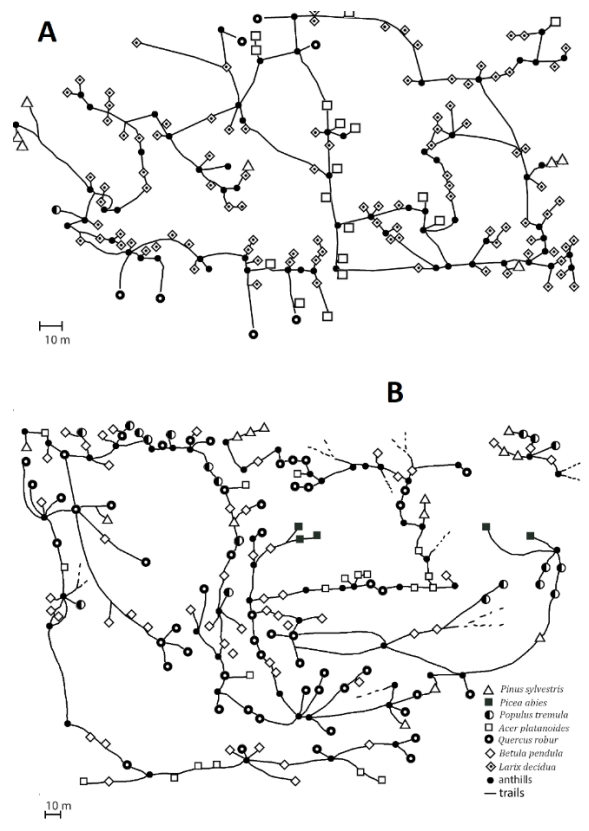 A
10 m
B
Pinus sylvestris
Picea abies
Populus tremula
Acer platanoides
Quercus robur
Betula pendula
Larix decidua
anthills
trails
10 m